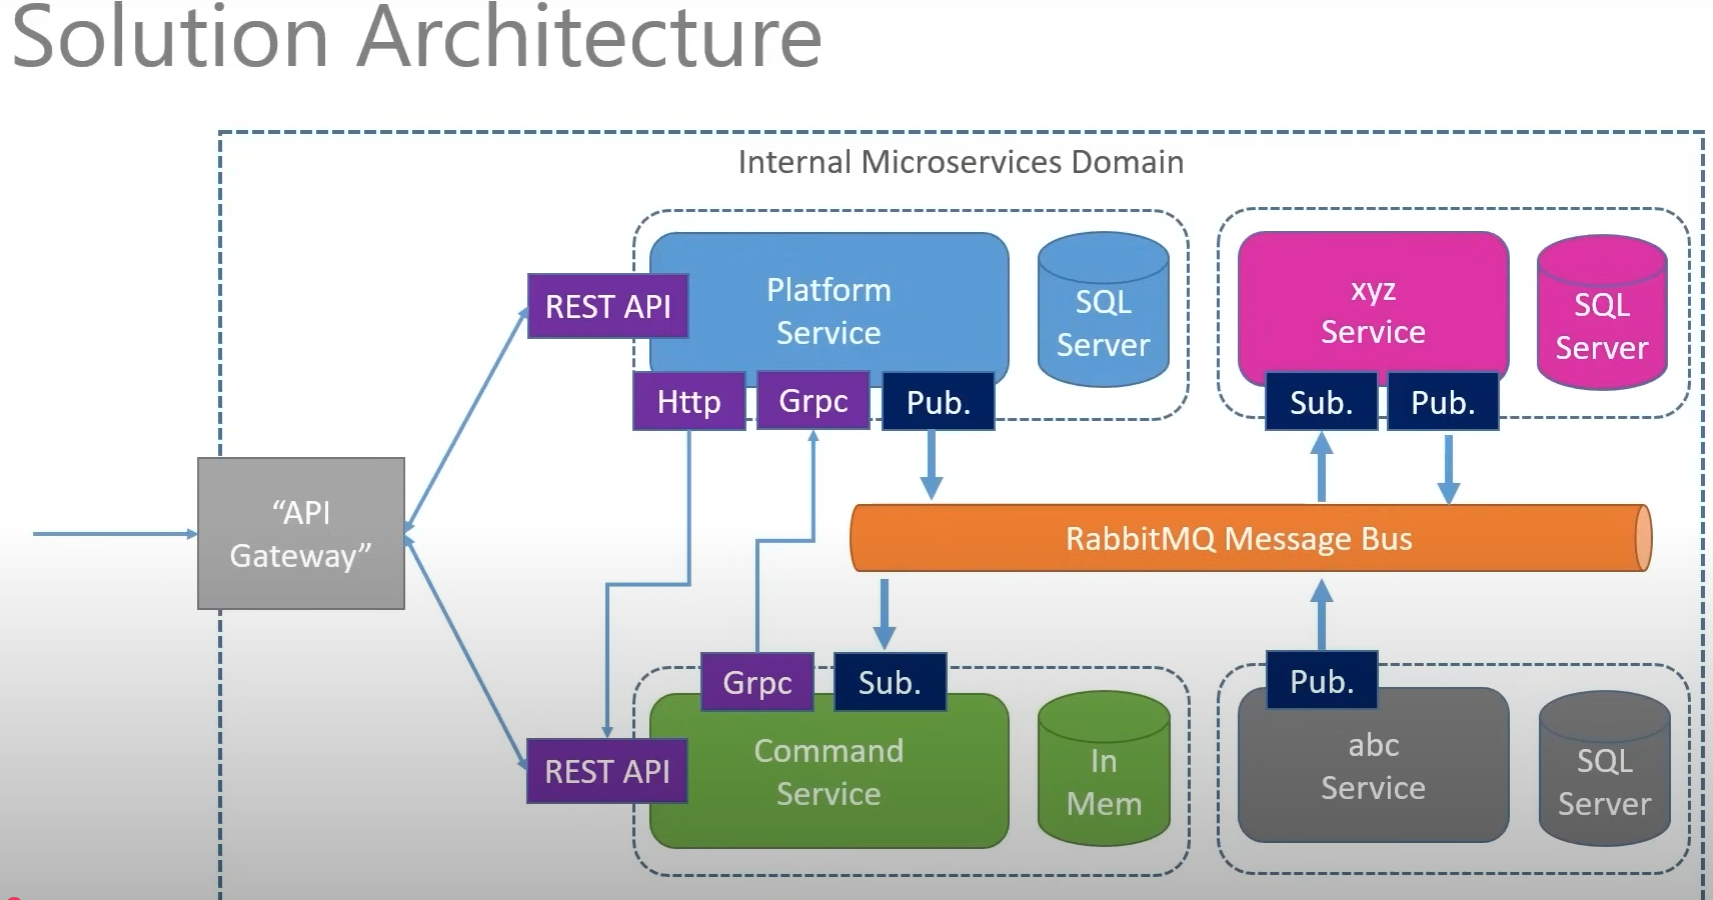 Solution Architecture
Internal Microservices Domain
REST API
Platform
Service
SQL
Server
xyz
Service
SQL
Server
Http
Grpc
Pub.
Sub.
Pub.
“API
Gateway”
RabbitMQ Message Bus
Grpc
Sub.
Pub.
REST API
Command
Service
In
Mem
abc
Service
SQL
Server